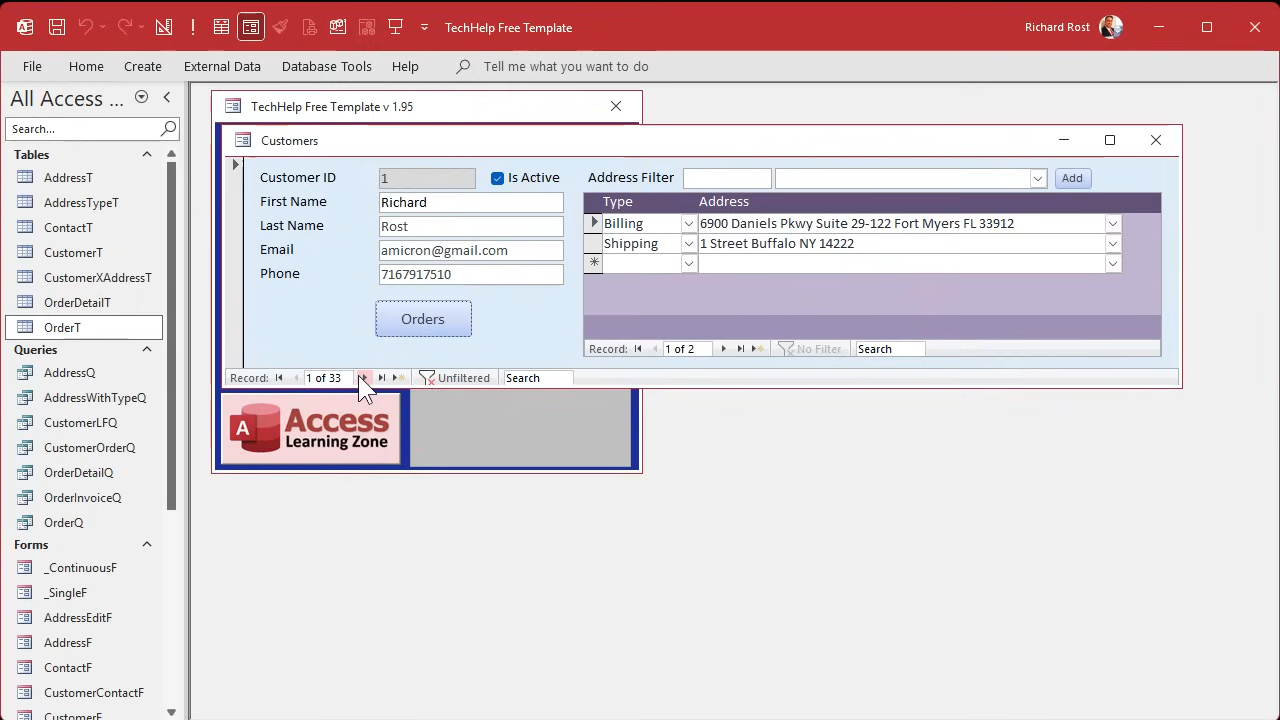 TechHelp Free Template
Richard Rost
File Home Create External Data Database Tools Help Tell me what you want to do
All Access ...
Search...
Tables
AddressT
AddressTypeT
ContactT
CustomerT
CustomerXAddressT
OrderDetailT
OrderT
Queries
AddressQ
AddressWithTypeQ
CustomerLFQ
CustomerOrderQ
OrderDetailQ
OrderInvoiceQ
OrderQ
Forms
_ContinuousF
_SingleF
AddressEditF
AddressF
ContactF
CustomerContactF
CustomerF
TechHelp Free Template v 1.95
Customers
Customer ID 1 Is Active
First Name Richard
Last Name Rost
Email amicron@gmail.com
Phone 7167917510
Orders
Address Filter Add
Type Address
Billing 6900 Daniels Pkwy Suite 29-122 Fort Myers FL 33912
Shipping 1 Street Buffalo NY 14222
Record: 1 of 2 No Filter Search
Record: 1 of 33 Unfiltered Search
A Access
Learning Zone